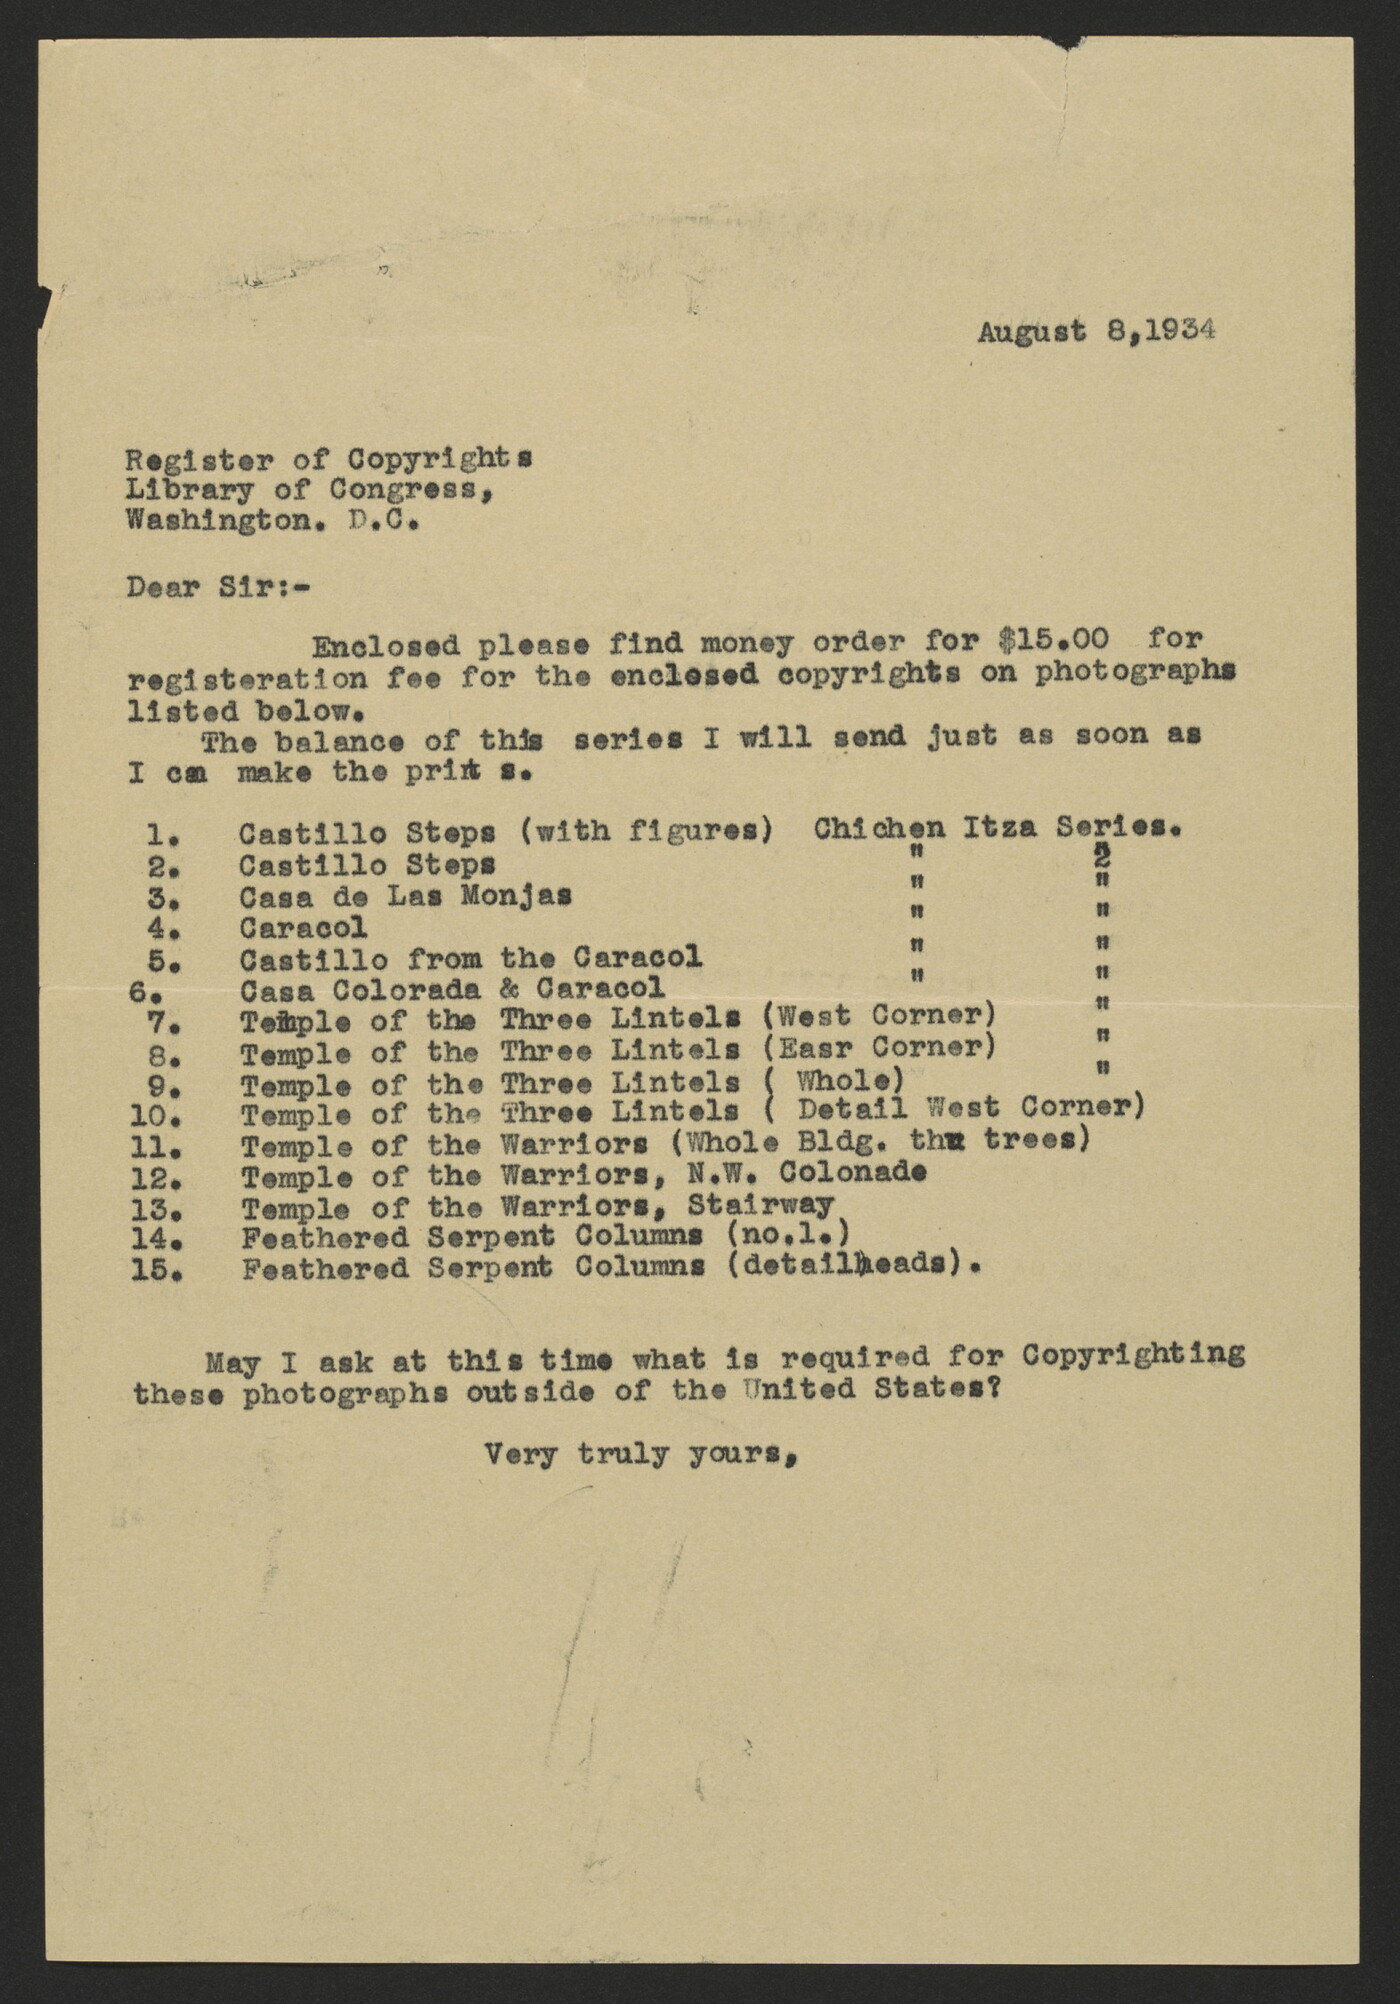 August 8,1934
Register of Copyrights
Library of Congress,
Washington. D.C.
Dear Sir:-
Enclosed please find money order for $15.00 for
registeration fee for the enclosed copyrights on photographs
listed below.
The balance of this series I will send just as soon as
I can make the print s.
1. Castillo Steps (with figures) Chichen Itza Series.
2. Castillo Steps " "
3. Casa de Las Monjas " "
4. Caracol " "
5. Castillo from the Caracol " "
6. Casa Colorada & Caracol " "
7. Temple of the Three Lintels (West Corner) "
8. Temple of the Three Lintels (Easr Corner) "
9. Temple of the Three Lintels ( Whole) "
10. Temple of the Three Lintels ( Detail West Corner)
11. Temple of the Warriors (Whole Bldg. thu trees)
12. Temple of the Warriors, N.W. Colonade
13. Temple of the Warriors, Stairway
14. Feathered Serpent Columns (no.1.)
15. Feathered Serpent Columns (detail heads).
May I ask at this time what is required for Copyrighting
these photographs outside of the United States?
Very truly yours,